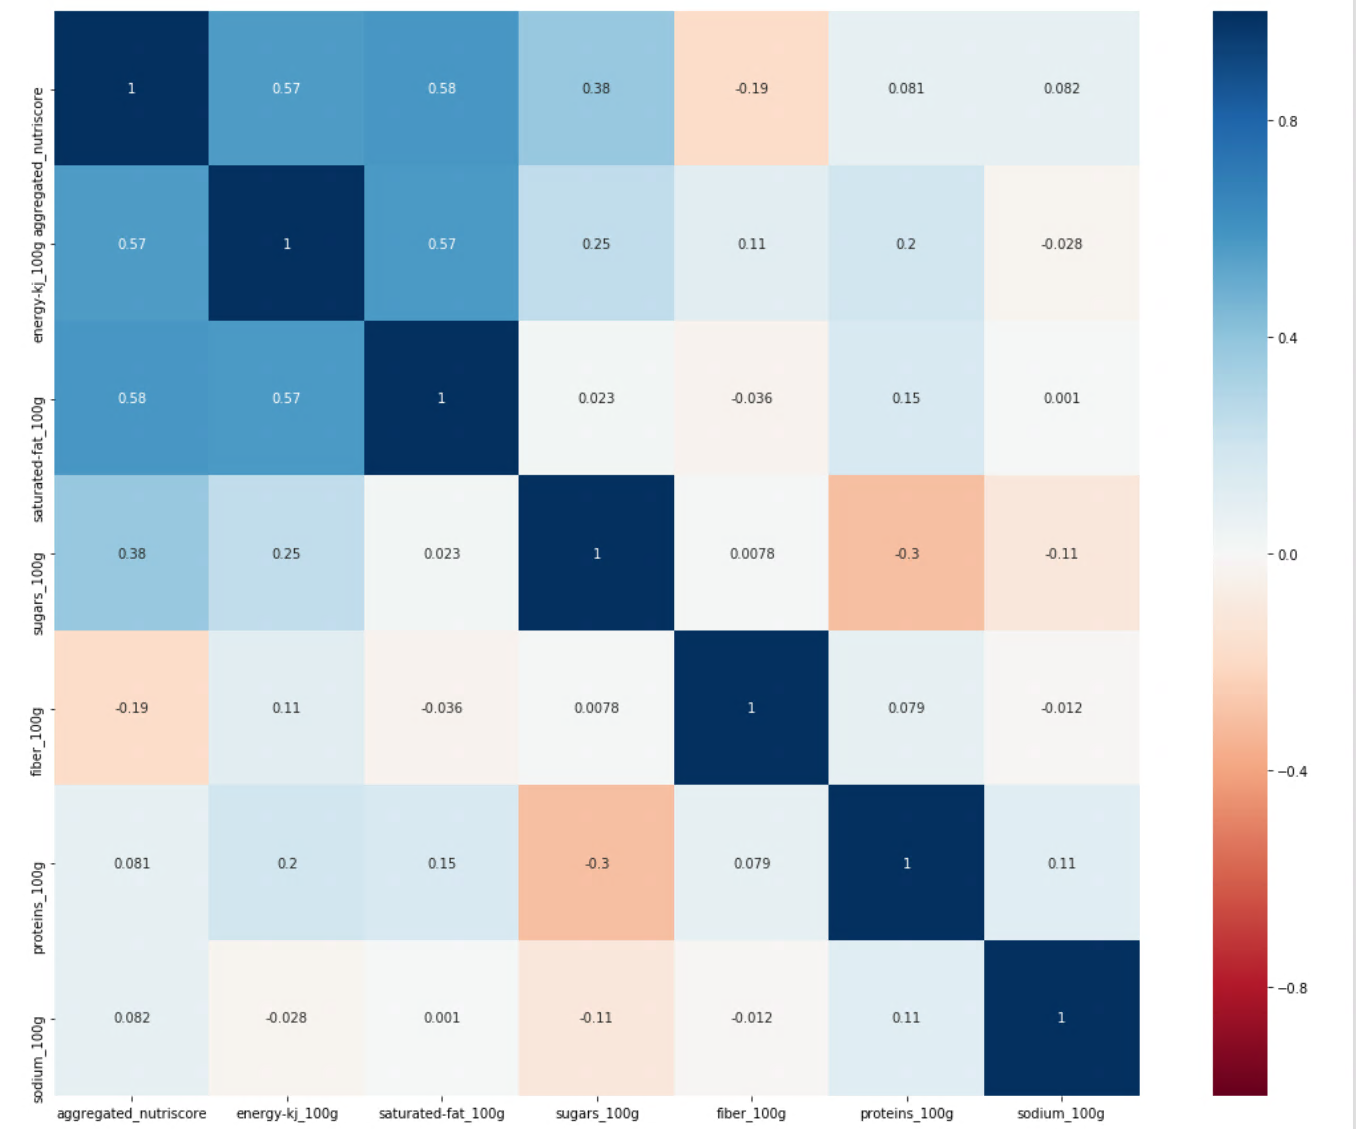 aggregated_nutriscore
1 0.57 0.58 0.38 -0.19 0.081 0.082
energy-kj_100g
0.57 1 0.57 0.25 0.11 0.2 -0.028
saturated-fat_100g
0.58 0.57 1 0.023 -0.036 0.15 0.001
sugars_100g
0.38 0.25 0.023 1 0.0078 -0.3 -0.11
fiber_100g
-0.19 0.11 -0.036 0.0078 1 0.079 -0.012
proteins_100g
0.081 0.2 0.15 -0.3 0.079 1 0.11
sodium_100g
0.082 -0.028 0.001 -0.11 -0.012 0.11 1
aggregated_nutriscore energy-kj_100g saturated-fat_100g sugars_100g fiber_100g proteins_100g sodium_100g
0.8
0.4
0.0
−0.4
−0.8